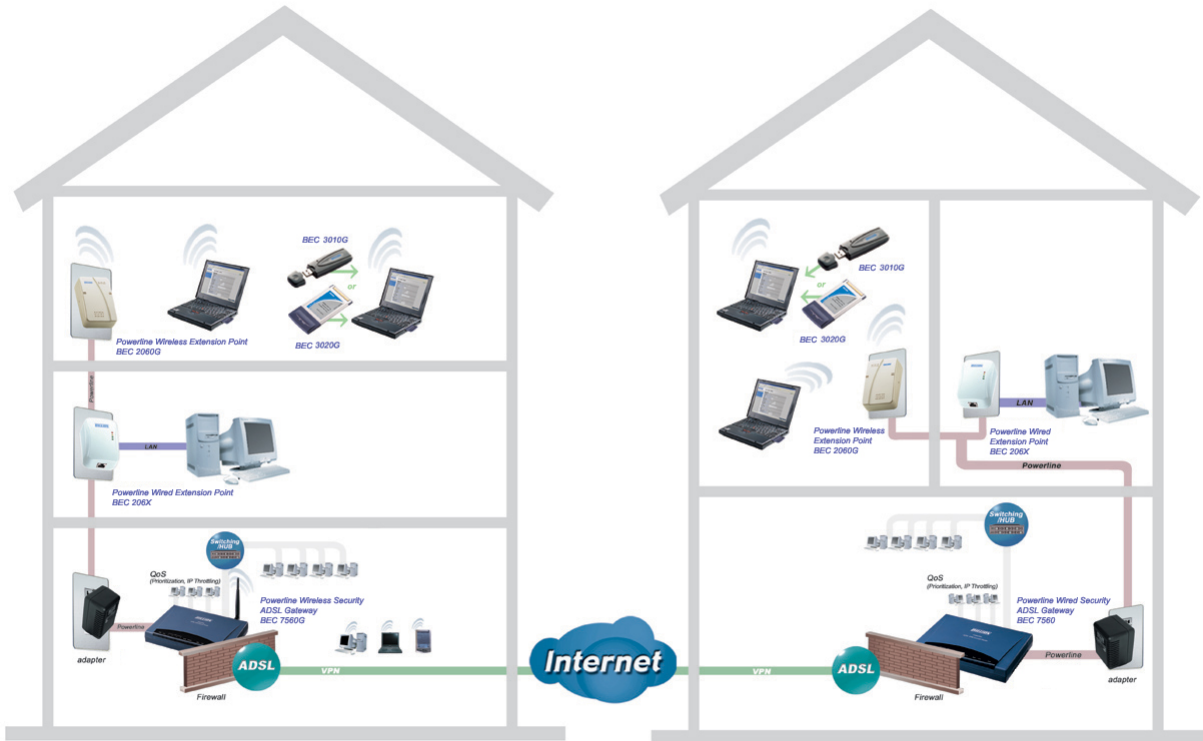 BEC 3010G
or
BEC 3020G
Powerline Wireless Extension Point
BEC 2060G
Powerline
LAN
Powerline Wired Extension Point
BEC 206X
Switching
/HUB
QoS
(Prioritization, IP Throttling)
Powerline Wireless Security
ADSL Gateway
BEC 7560G
Powerline
adapter
ADSL
Firewall
VPN
Internet
BEC 3010G
or
BEC 3020G
Powerline Wireless
Extension Point
BEC 2060G
LAN
Powerline Wired
Extension Point
BEC 206X
Powerline
Switching
/HUB
QoS
(Prioritization, IP Throttling)
Powerline Wired Security
ADSL Gateway
BEC 7560
Powerline
adapter
VPN
ADSL
Firewall